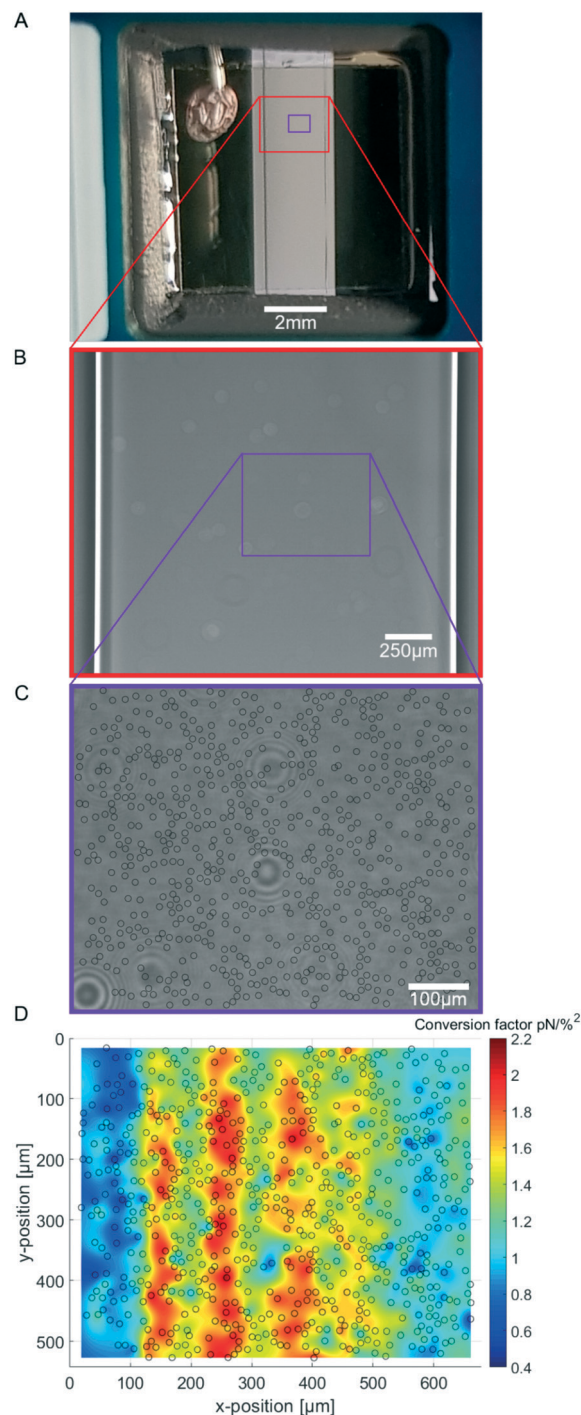 A
2mm
B
250µm
C
100µm
D
Conversion factor pN/%²
0
100
200
300
400
500
y-position [µm]
0
100
200
300
400
500
600
x-position [µm]
2.2
2
1.8
1.6
1.4
1.2
1
0.8
0.6
0.4